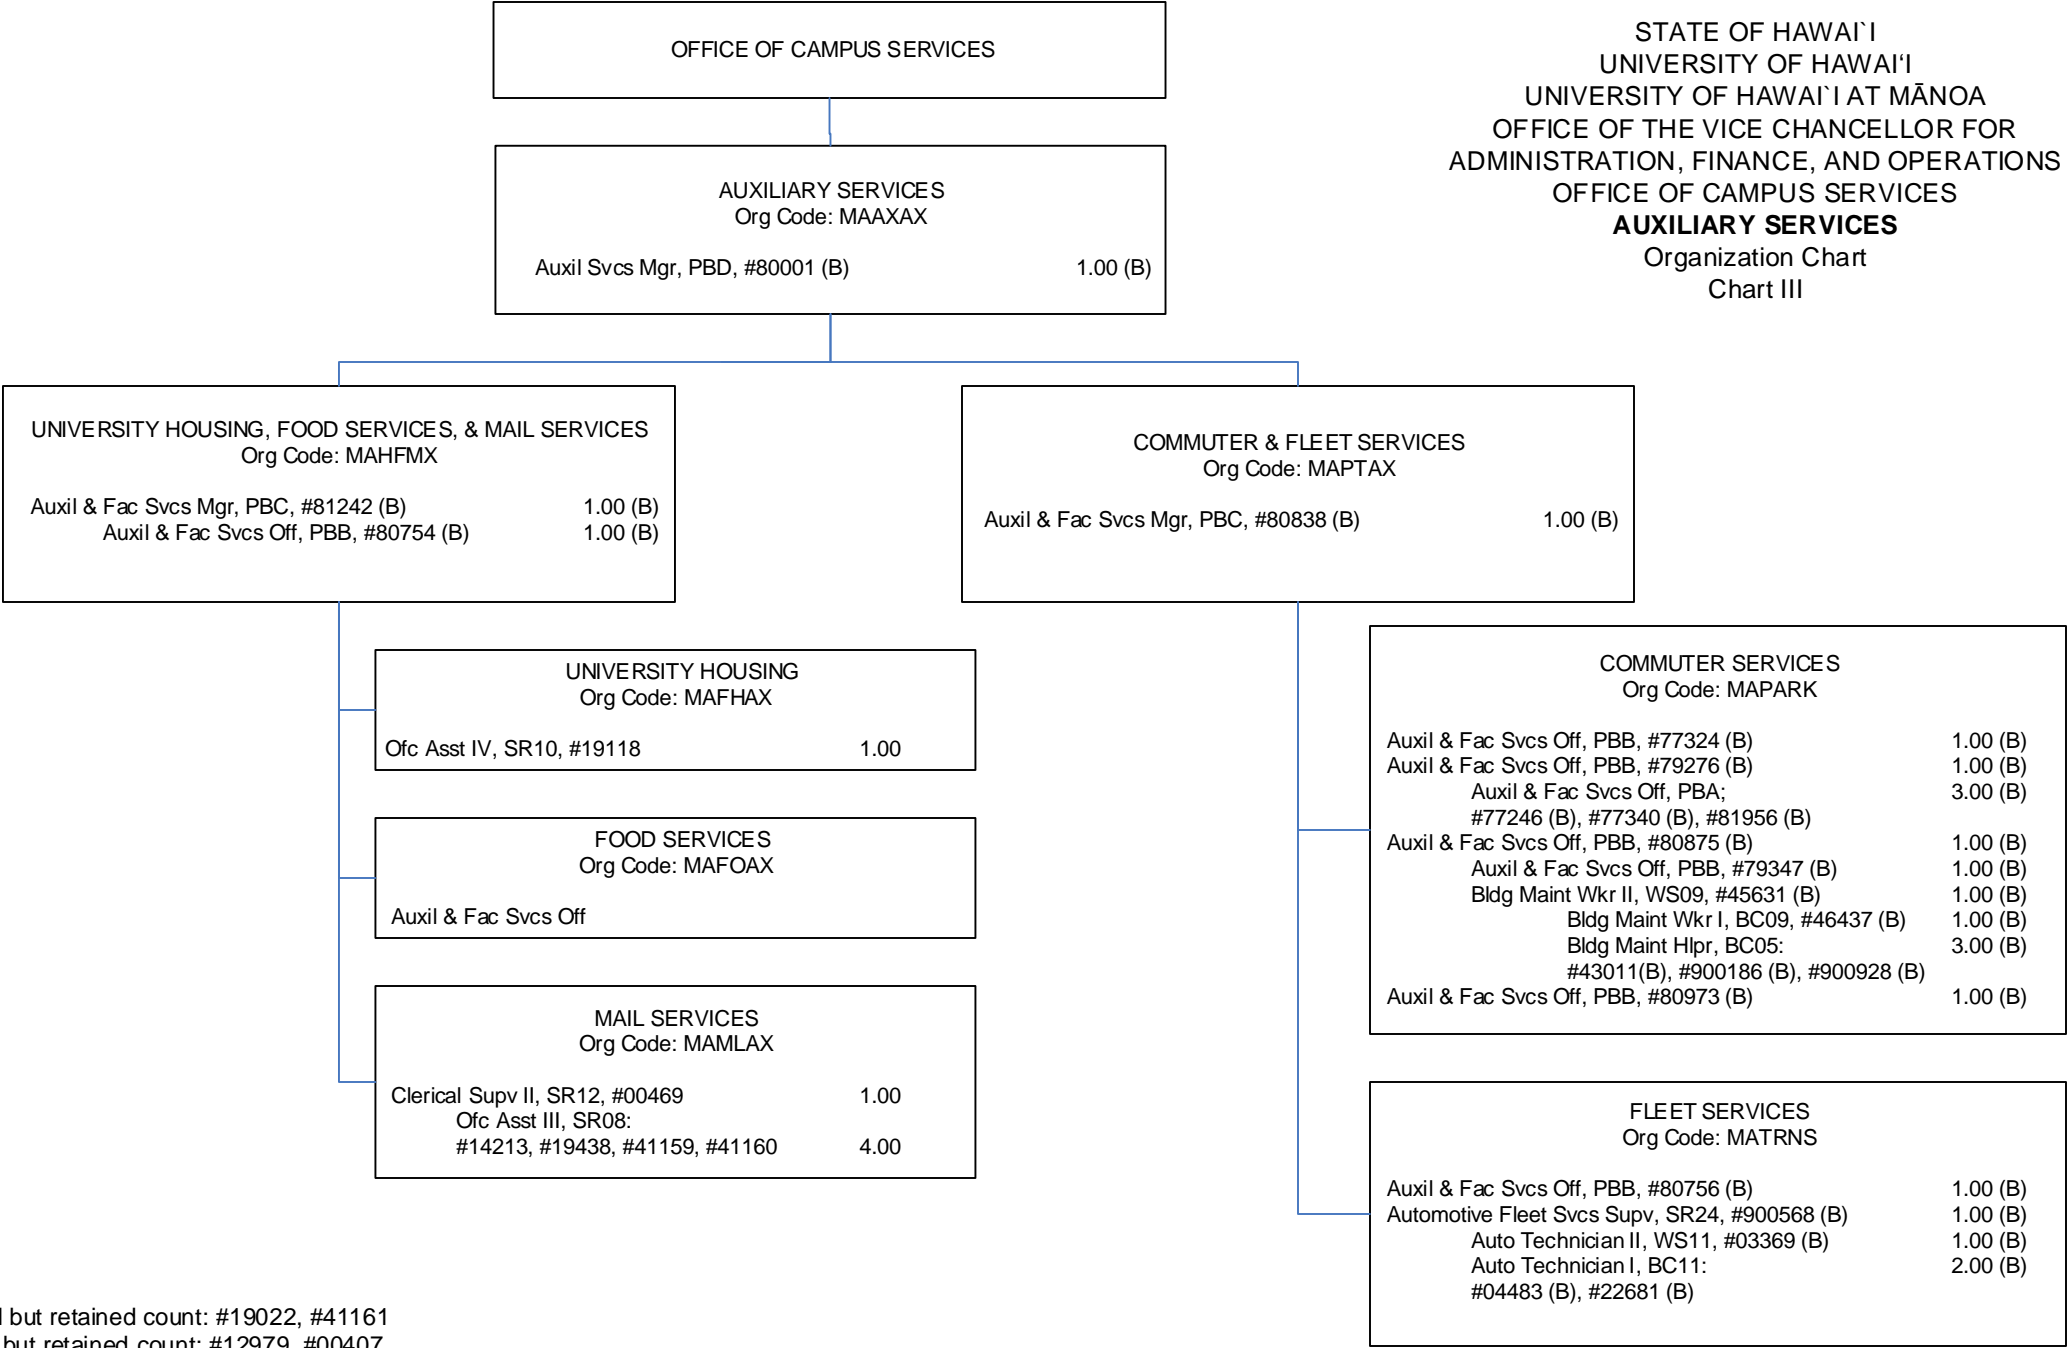 OFFICE OF CAMPUS SERVICES
STATE OF HAWAI`I
UNIVERSITY OF HAWAI‘I
UNIVERSITY OF HAWAI`I AT MĀNOA
OFFICE OF THE VICE CHANCELLOR FOR
ADMINISTRATION, FINANCE, AND OPERATIONS
OFFICE OF CAMPUS SERVICES
AUXILIARY SERVICES
Organization Chart
Chart III
AUXILIARY SERVICES
Org Code: MAAXAX
Auxil Svcs Mgr, PBD, #80001 (B) 1.00 (B)
UNIVERSITY HOUSING, FOOD SERVICES, & MAIL SERVICES
Org Code: MAHFMX
Auxil & Fac Svcs Mgr, PBC, #81242 (B) 1.00 (B)
Auxil & Fac Svcs Off, PBB, #80754 (B) 1.00 (B)
COMMUTER & FLEET SERVICES
Org Code: MAPTAX
Auxil & Fac Svcs Mgr, PBC, #80838 (B) 1.00 (B)
UNIVERSITY HOUSING
Org Code: MAFHAX
Ofc Asst IV, SR10, #19118 1.00
FOOD SERVICES
Org Code: MAFOAX
Auxil & Fac Svcs Off
MAIL SERVICES
Org Code: MAMLAX
Clerical Supv II, SR12, #00469 1.00
Ofc Asst III, SR08:
#14213, #19438, #41159, #41160 4.00
COMMUTER SERVICES
Org Code: MAPARK
Auxil & Fac Svcs Off, PBB, #77324 (B) 1.00 (B)
Auxil & Fac Svcs Off, PBB, #79276 (B) 1.00 (B)
Auxil & Fac Svcs Off, PBA; 3.00 (B)
#77246 (B), #77340 (B), #81956 (B)
Auxil & Fac Svcs Off, PBB, #80875 (B) 1.00 (B)
Auxil & Fac Svcs Off, PBB, #79347 (B) 1.00 (B)
Bldg Maint Wkr II, WS09, #45631 (B) 1.00 (B)
Bldg Maint Wkr I, BC09, #46437 (B) 1.00 (B)
Bldg Maint Hlpr, BC05: 3.00 (B)
#43011(B), #900186 (B), #900928 (B)
Auxil & Fac Svcs Off, PBB, #80973 (B) 1.00 (B)
FLEET SERVICES
Org Code: MATRNS
Auxil & Fac Svcs Off, PBB, #80756 (B) 1.00 (B)
Automotive Fleet Svcs Supv, SR24, #900568 (B) 1.00 (B)
Auto Technician II, WS11, #03369 (B) 1.00 (B)
Auto Technician I, BC11: 2.00 (B)
#04483 (B), #22681 (B)
but retained count: #19022, #41161
but retained count: #12979, #00407